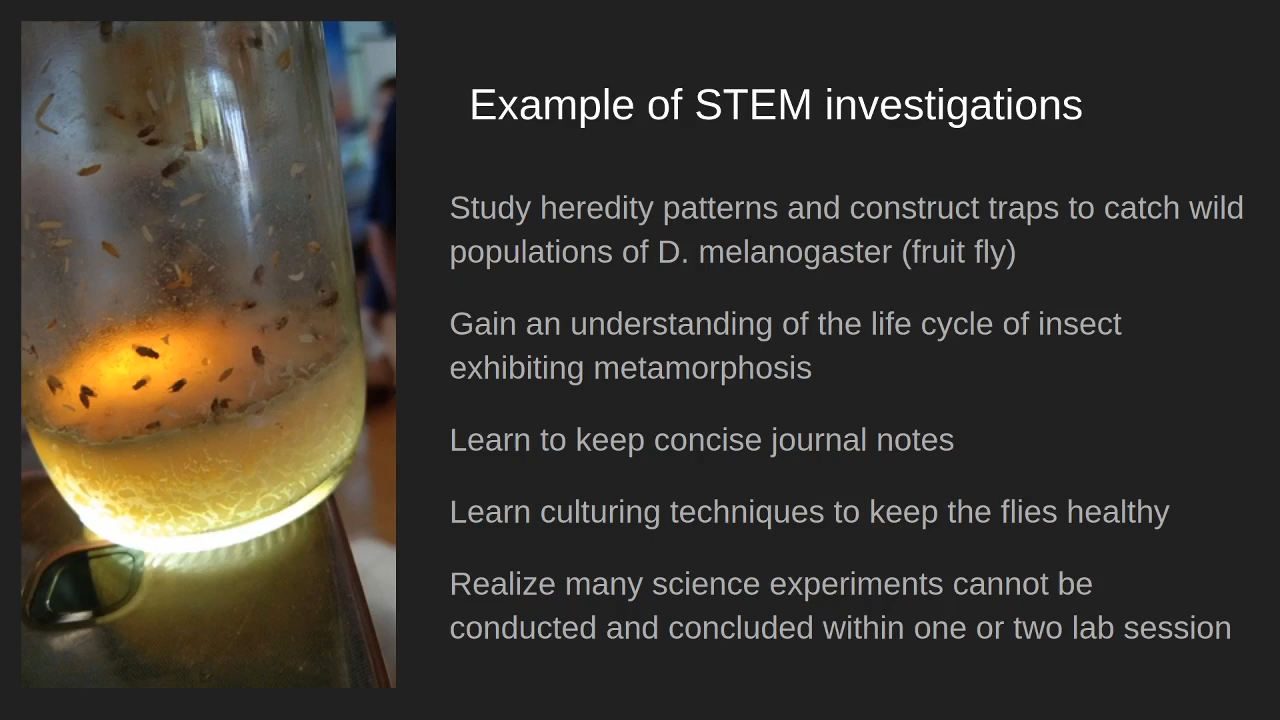 Example of STEM investigations
Study heredity patterns and construct traps to catch wild
populations of D. melanogaster (fruit fly)
Gain an understanding of the life cycle of insect
exhibiting metamorphosis
Learn to keep concise journal notes
Learn culturing techniques to keep the flies healthy
Realize many science experiments cannot be
conducted and concluded within one or two lab session